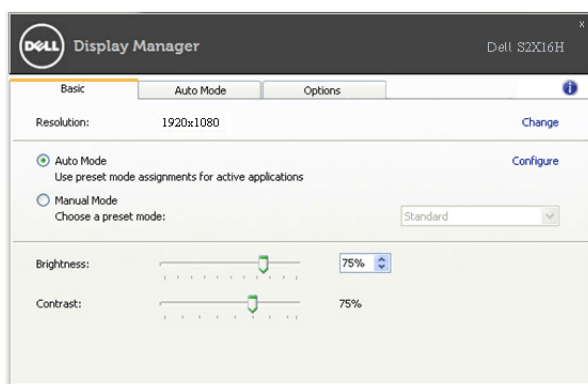 DELL Display Manager
x
Dell S2X16H
Basic Auto Mode Options
i
Resolution: 1920x1080 Change
Auto Mode Configure
Use preset mode assignments for active applications
Manual Mode
Choose a preset mode: Standard
Brightness: 75%
Contrast: 75%